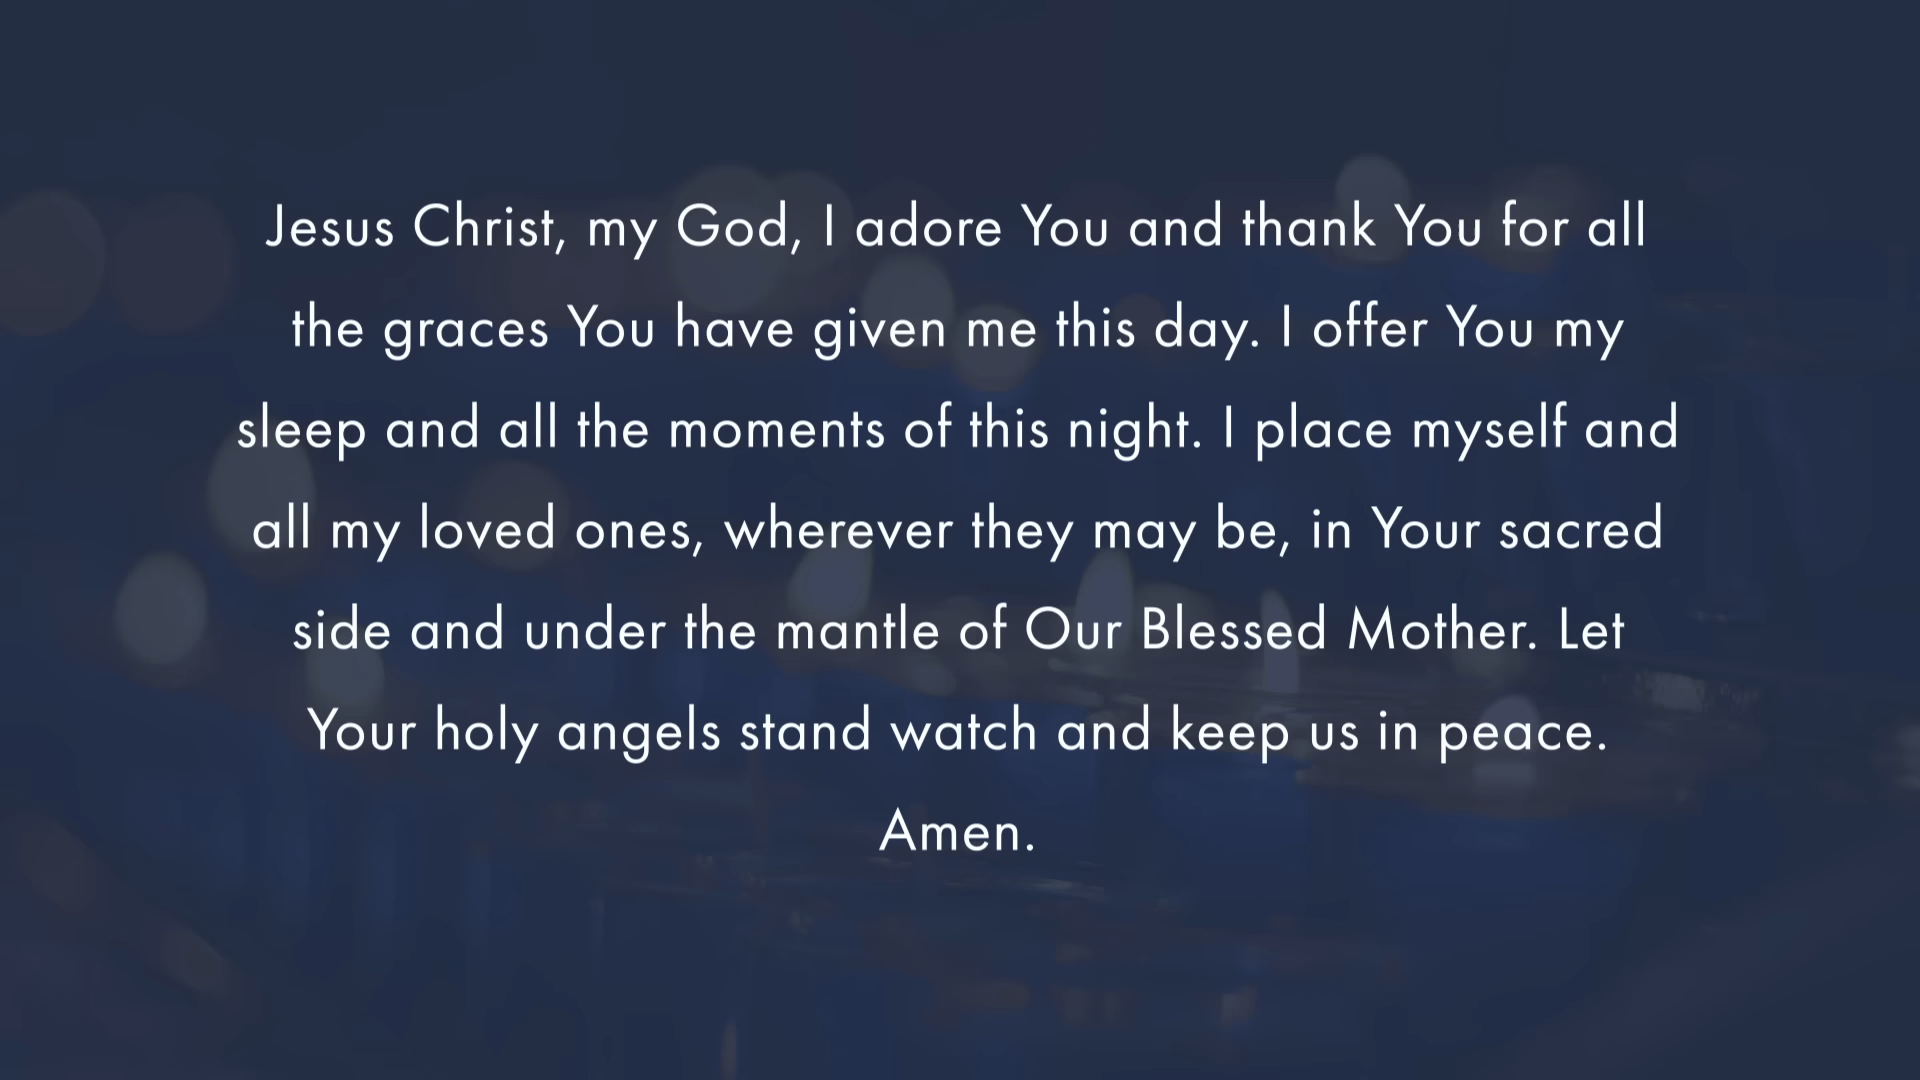 Jesus Christ, my God, I adore You and thank You for all
the graces You have given me this day. I offer You my
sleep and all the moments of this night. I place myself and
all my loved ones, wherever they may be, in Your sacred
side and under the mantle of Our Blessed Mother. Let
Your holy angels stand watch and keep us in peace.
Amen.